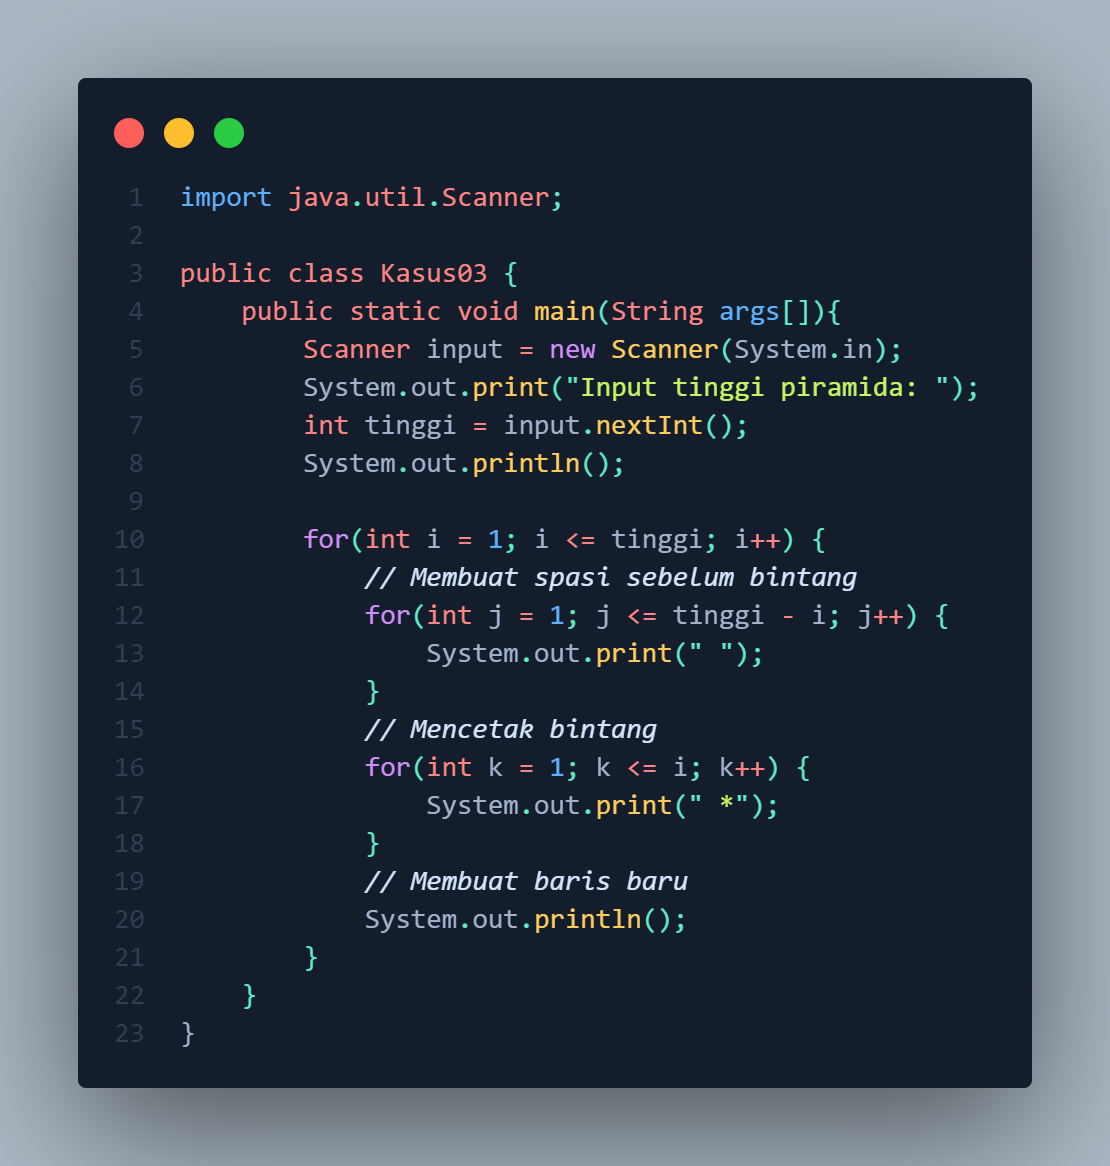 1 import java.util.Scanner;
2
3 public class Kasus03 {
4     public static void main(String args[]){
5         Scanner input = new Scanner(System.in);
6         System.out.print("Input tinggi piramida: ");
7         int tinggi = input.nextInt();
8         System.out.println();
9
10         for(int i = 1; i <= tinggi; i++) {
11             // Membuat spasi sebelum bintang
12             for(int j = 1; j <= tinggi - i; j++) {
13                 System.out.print(" ");
14             }
15             // Mencetak bintang
16             for(int k = 1; k <= i; k++) {
17                 System.out.print(" *");
18             }
19             // Membuat baris baru
20             System.out.println();
21         }
22     }
23 }